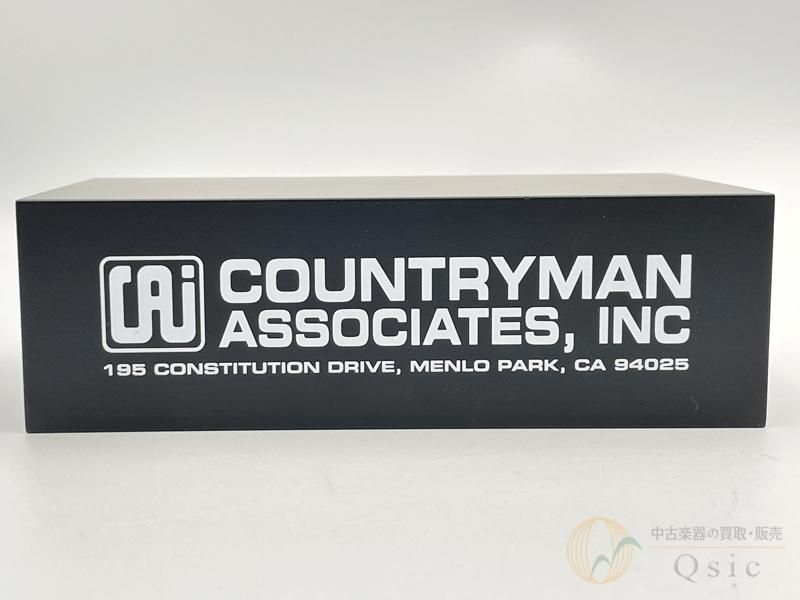 CAi
COUNTRYMAN
ASSOCIATES, INC
195 CONSTITUTION DRIVE, MENLO PARK, CA 94025
中古楽器の買取・販売
Qsic